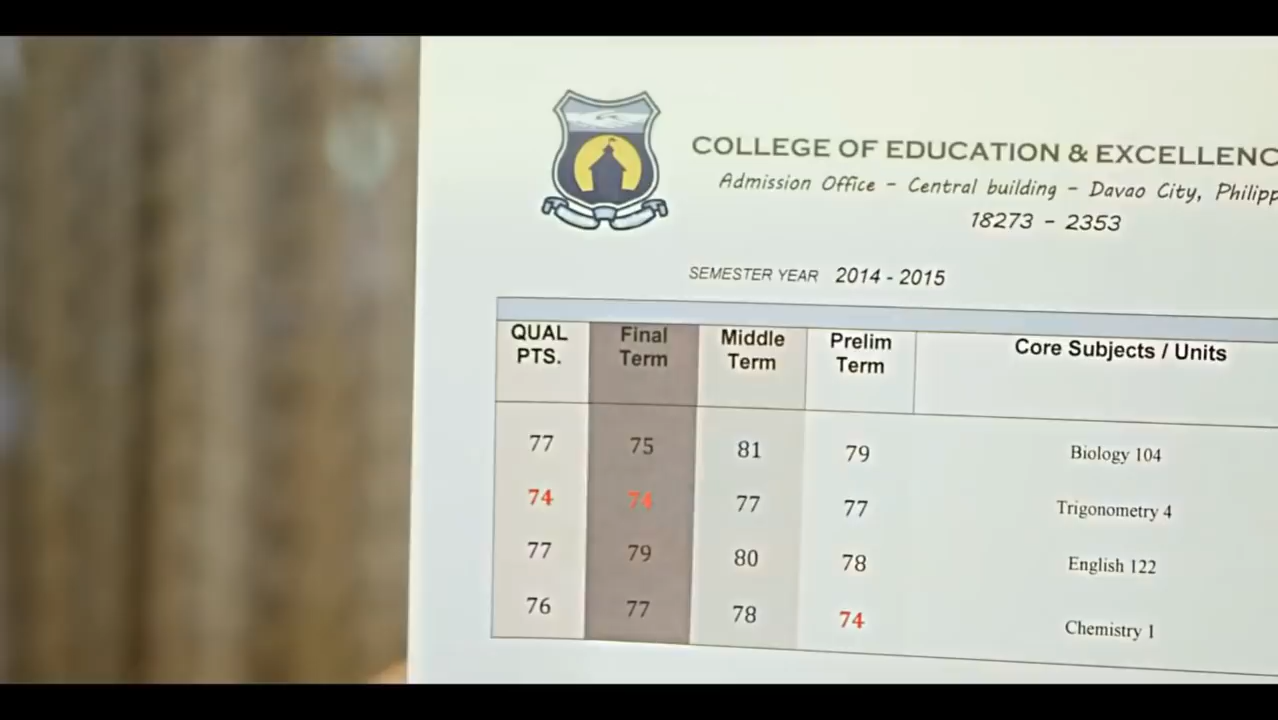 COLLEGE OF EDUCATION & EXCELLENC
Admission Office - Central building - Davao City, Philipp
18273 - 2353
SEMESTER YEAR 2014 - 2015
QUAL PTS. Final Term Middle Term Prelim Term Core Subjects / Units
77 75 81 79 Biology 104
74 74 77 77 Trigonometry 4
77 79 80 78 English 122
76 77 78 74 Chemistry 1